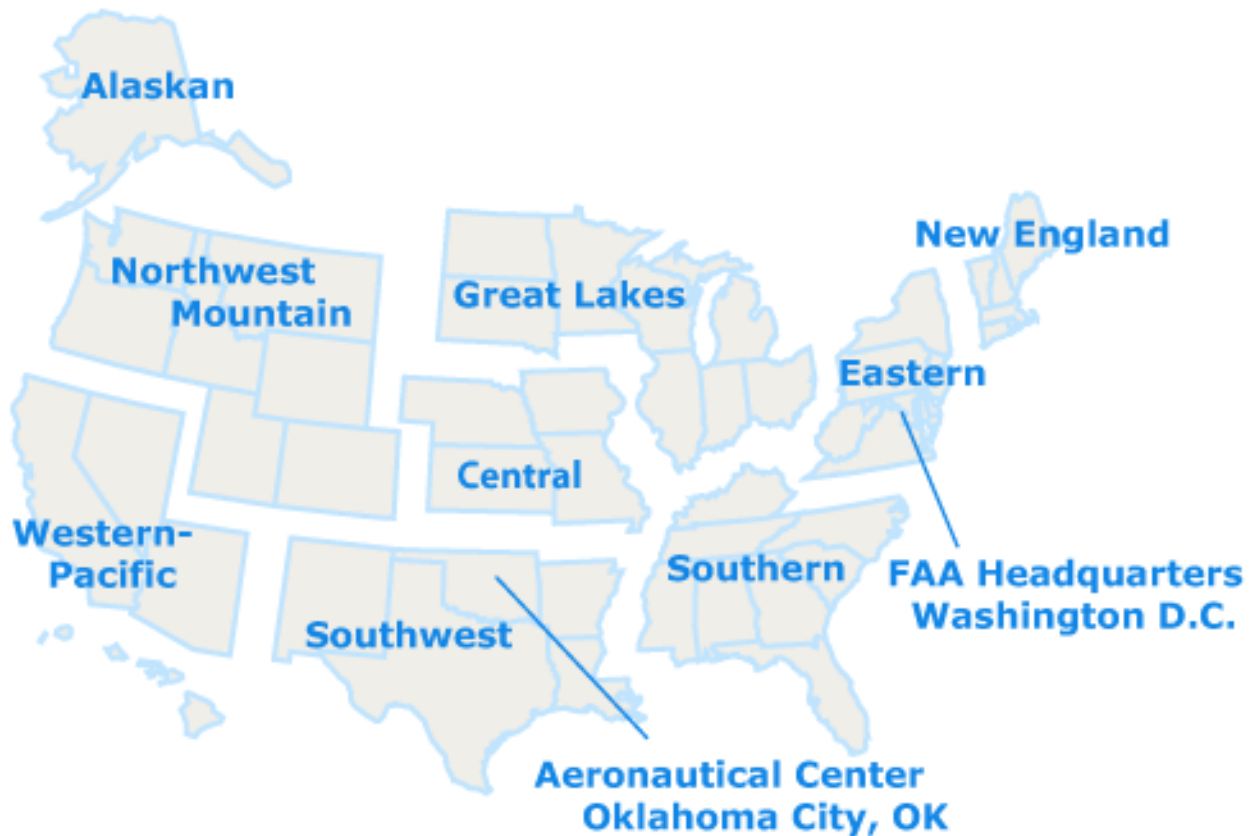 Alaskan
New England
Northwest
Mountain
Great Lakes
Eastern
Central
Western-
Pacific
Southern
FAA Headquarters
Washington D.C.
Southwest
Aeronautical Center
Oklahoma City, OK